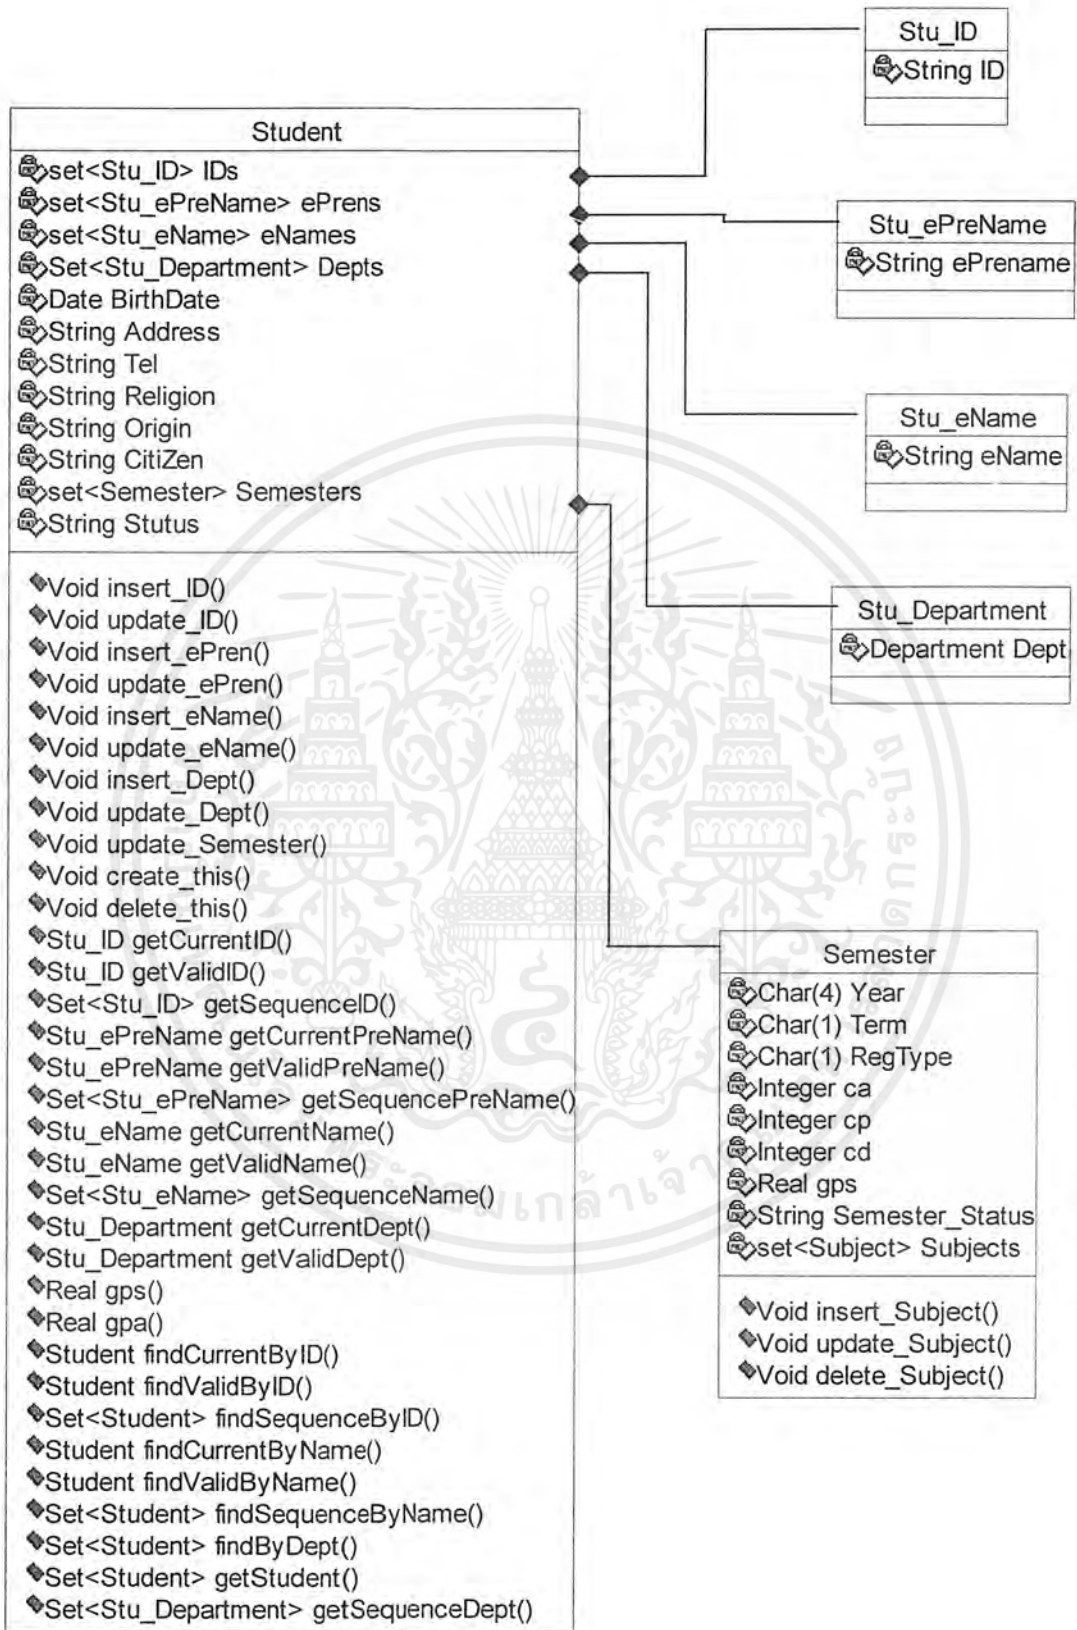 Student
set<Stu_ID> IDs
set<Stu_ePreName> ePrens
set<Stu_eName> eNames
Set<Stu_Department> Depts
Date BirthDate
String Address
String Tel
String Religion
String Origin
String CitiZen
set<Semester> Semesters
String Stutus
Void insert_ID()
Void update_ID()
Void insert_ePren()
Void update_ePren()
Void insert_eName()
Void update_eName()
Void insert_Dept()
Void update_Dept()
Void update_Semester()
Void create_this()
Void delete_this()
Stu_ID getCurrentID()
Stu_ID getValidID()
Set<Stu_ID> getSequenceID()
Stu_ePreName getCurrentPreName()
Stu_ePreName getValidPreName()
Set<Stu_ePreName> getSequencePreName()
Stu_eName getCurrentName()
Stu_eName getValidName()
Set<Stu_eName> getSequenceName()
Stu_Department getCurrentDept()
Stu_Department getValidDept()
Real gps()
Real gpa()
Student findCurrentByID()
Student findValidByID()
Set<Student> findSequenceByID()
Student findCurrentByName()
Student findValidByName()
Set<Student> findSequenceByName()
Set<Student> findByDept()
Set<Student> getStudent()
Set<Stu_Department> getSequenceDept()
Stu_ID
String ID
Stu_ePreName
String ePrename
Stu_eName
String eName
Stu_Department
Department Dept
Semester
Char(4) Year
Char(1) Term
Char(1) RegType
Integer ca
Integer cp
Integer cd
Real gps
String Semester_Status
set<Subject> Subjects
Void insert_Subject()
Void update_Subject()
Void delete_Subject()